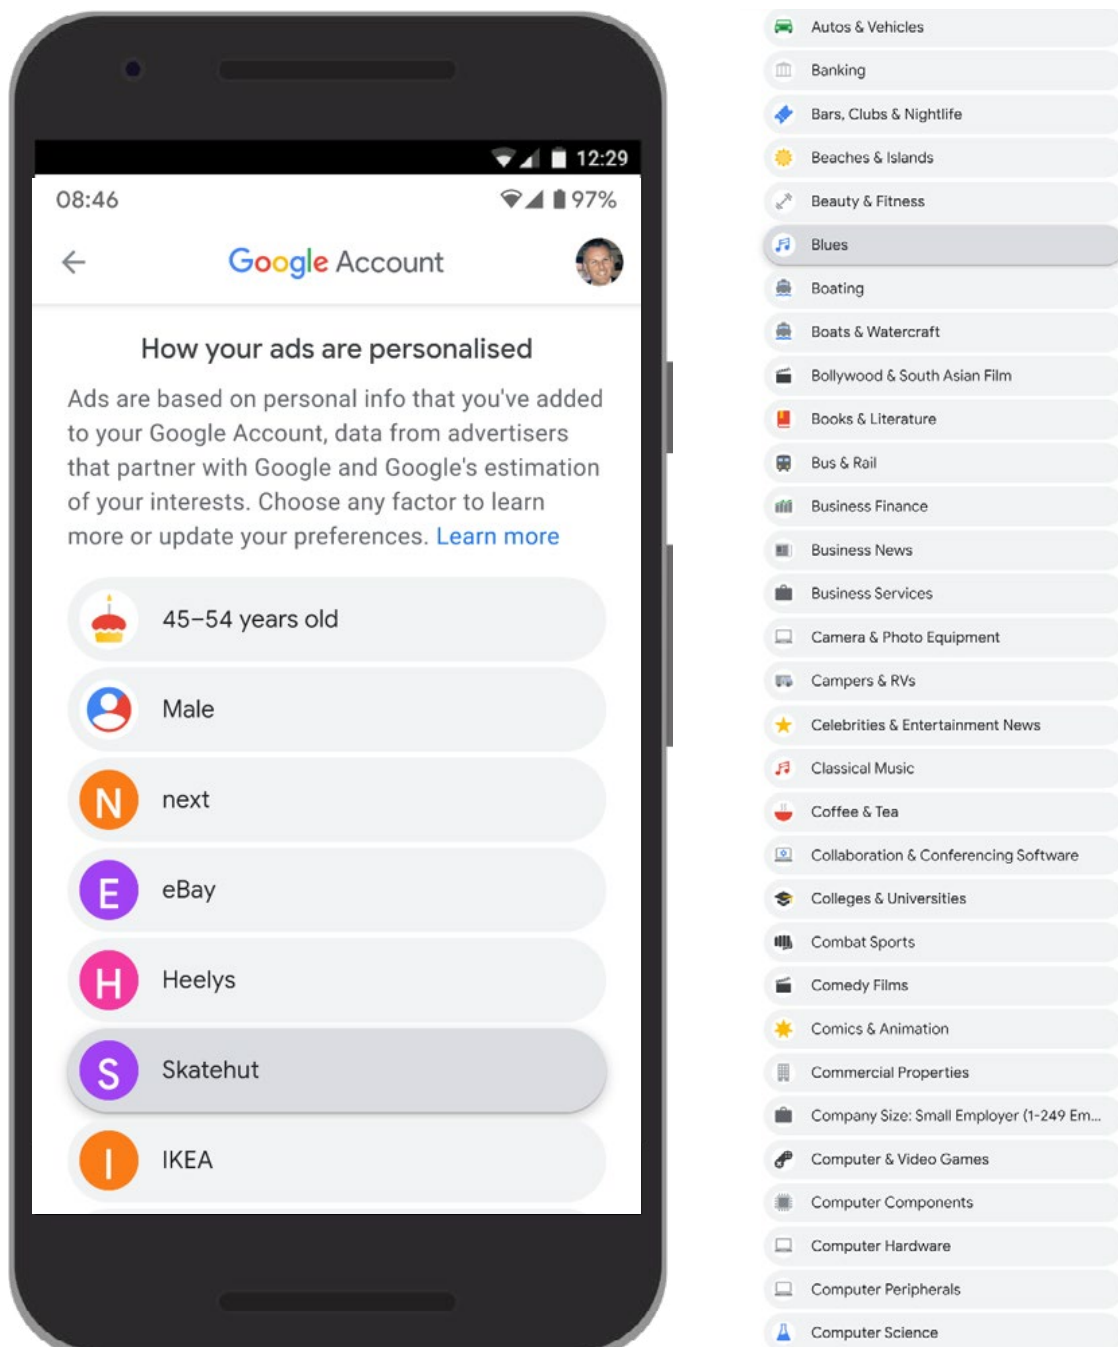 12:29
08:46
97%
Google Account
How your ads are personalised
Ads are based on personal info that you've added
to your Google Account, data from advertisers
that partner with Google and Google's estimation
of your interests. Choose any factor to learn
more or update your preferences. Learn more
45–54 years old
Male
N next
E eBay
H Heelys
S Skatehut
I IKEA
Autos & Vehicles
Banking
Bars, Clubs & Nightlife
Beaches & Islands
Beauty & Fitness
Blues
Boating
Boats & Watercraft
Bollywood & South Asian Film
Books & Literature
Bus & Rail
Business Finance
Business News
Business Services
Camera & Photo Equipment
Campers & RVs
Celebrities & Entertainment News
Classical Music
Coffee & Tea
Collaboration & Conferencing Software
Colleges & Universities
Combat Sports
Comedy Films
Comics & Animation
Commercial Properties
Company Size: Small Employer (1-249 Em...
Computer & Video Games
Computer Components
Computer Hardware
Computer Peripherals
Computer Science